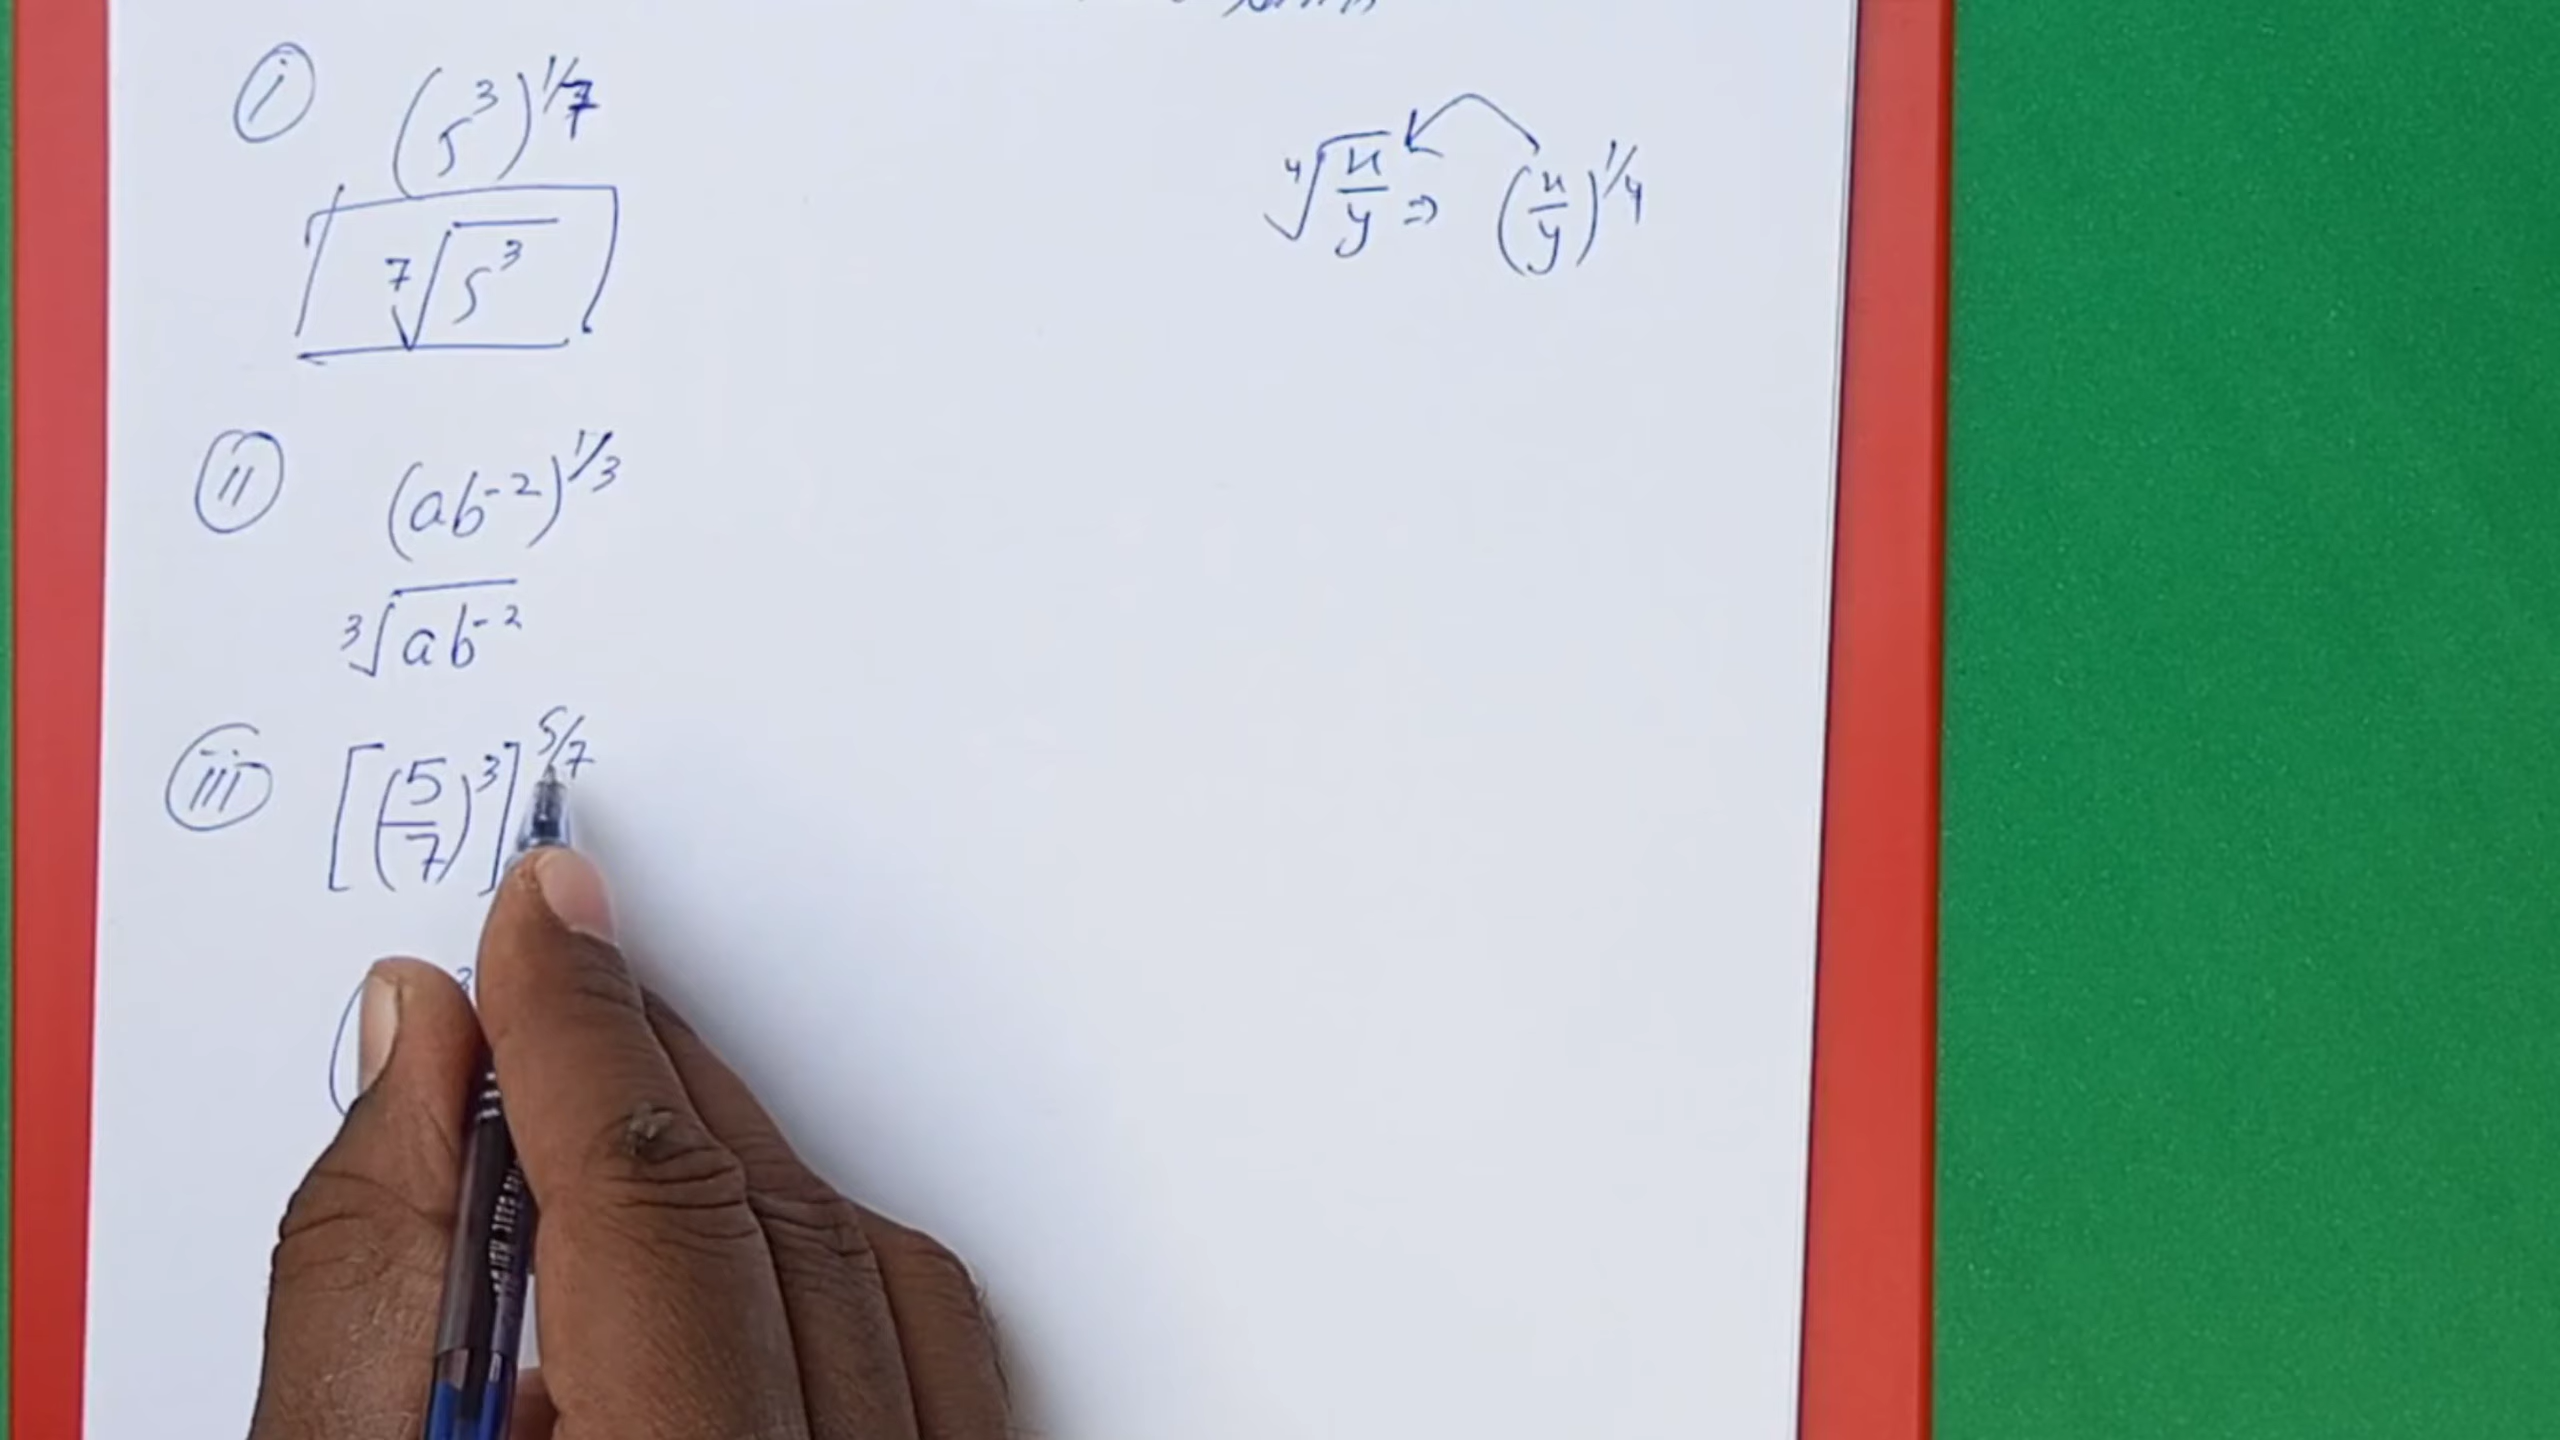 (i) (5³)^1/7
⁷√5³
∜x/y ⇒ (x/y)^1/4
(ii) (ab⁻²)^1/3
³√ab⁻²
(iii) [(5/7)³]^5/7
( 3